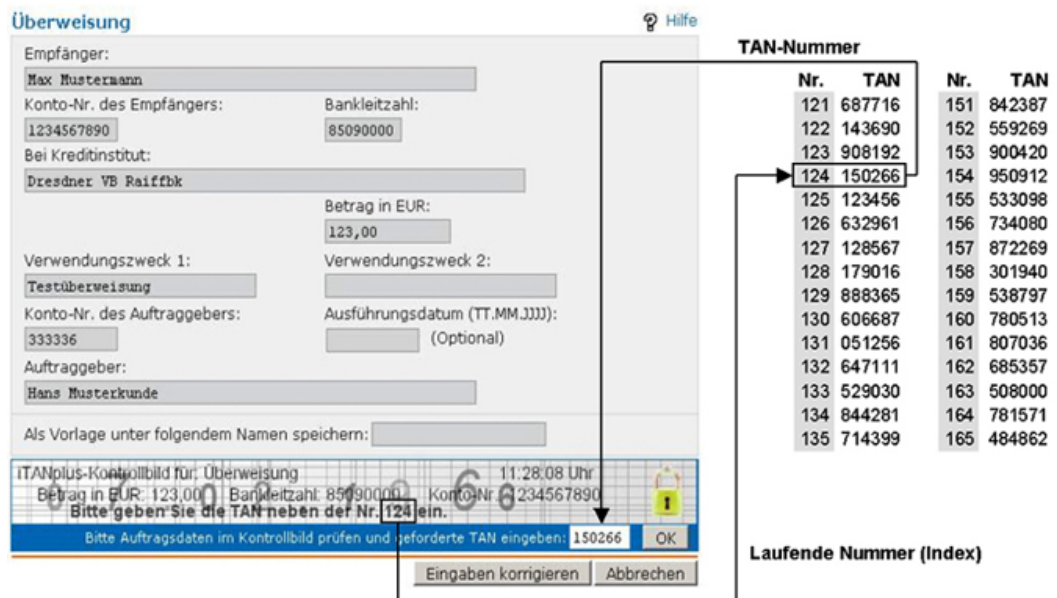 Überweisung
Hilfe
Empfänger:
Max Mustermann
Konto-Nr. des Empfängers: Bankleitzahl:
1234567890 85090000
Bei Kreditinstitut:
Dresdner VB Raiffbk
Betrag in EUR:
123,00
Verwendungszweck 1: Verwendungszweck 2:
Testüberweisung
Konto-Nr. des Auftraggebers: Ausführungsdatum (TT.MM.JJJJ):
333336 (Optional)
Auftraggeber:
Hans Musterkunde
Als Vorlage unter folgendem Namen speichern:
iTANplus-Kontrollbild für: Überweisung 11:28:08 Uhr
Betrag in EUR: 123,00 Bankleitzahl: 85090000 Konto-Nr.: 1234567890
Bitte geben Sie die TAN neben der Nr. 124 ein.
Bitte Auftragsdaten im Kontrollbild prüfen und geforderte TAN eingeben: 150266 OK
Eingaben korrigieren Abbrechen
TAN-Nummer
Nr. TAN Nr. TAN
121 687716 151 842387
122 143690 152 559269
123 908192 153 900420
124 150266 154 950912
125 123456 155 533098
126 632961 156 734080
127 128567 157 872269
128 179016 158 301940
129 888365 159 538797
130 606687 160 780513
131 051256 161 807036
132 647111 162 685357
133 529030 163 508000
134 844281 164 781571
135 714399 165 484862
Laufende Nummer (Index)